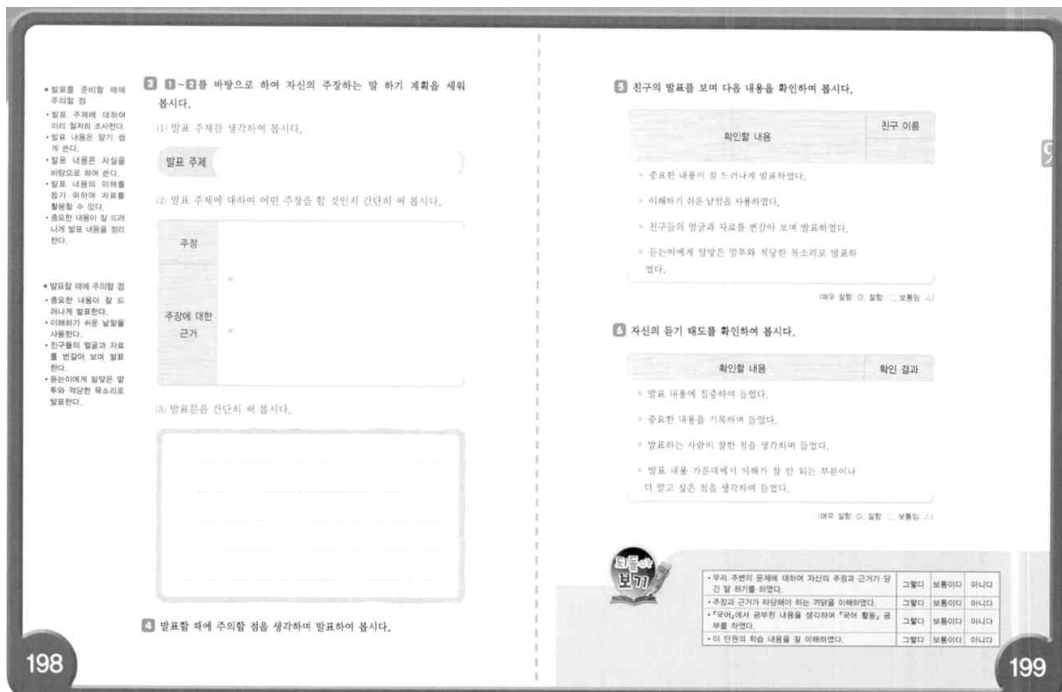 * 발표를 준비할 때에
주의할 점
• 발표 주제에 대하여
미리 철저히 조사한다.
• 발표 내용은 알기 쉽
게 쓴다.
• 발표 내용은 사실을
바탕으로 하여 쓴다.
• 발표 내용의 이해를
돕기 위하여 자료를
활용할 수 있다.
• 중요한 내용이 잘 드러
나게 발표 내용을 정리
한다.
* 발표할 때에 주의할 점
• 중요한 내용이 잘 드
러나게 발표한다.
• 이해하기 쉬운 낱말을
사용한다.
• 친구들의 얼굴과 자료
를 번갈아 보며 발표
한다.
• 듣는이에게 알맞은 말
투와 적당한 목소리로
발표한다.
3 1~2를 바탕으로 하여 자신의 주장하는 말 하기 계획을 세워
봅시다.
(1) 발표 주제를 생각하여 봅시다.
발표 주제
(2) 발표 주제에 대하여 어떤 주장을 할 것인지 간단히 써 봅시다.
주장
주장에 대한
근거
(3) 발표문을 간단히 써 봅시다.
4 발표할 때에 주의할 점을 생각하며 발표하여 봅시다.
198
5 친구의 발표를 보며 다음 내용을 확인하여 봅시다.
확인할 내용
친구 이름
• 중요한 내용이 잘 드러나게 발표하였다.
• 이해하기 쉬운 낱말을 사용하였다.
• 친구들의 얼굴과 자료를 번갈아 보며 발표하였다.
• 듣는이에게 알맞은 말투와 적당한 목소리로 발표하
였다.
(매우 잘함: ◎, 잘함: ○, 보통임: △)
6 자신의 듣기 태도를 확인하여 봅시다.
확인할 내용 확인 결과
• 발표 내용에 집중하여 들었다.
• 중요한 내용을 기록하며 들었다.
• 발표하는 사람이 잘한 점을 생각하며 들었다.
• 발표 내용 가운데에서 이해가 잘 안 되는 부분이나
더 알고 싶은 점을 생각하며 들었다.
(매우 잘함: ◎, 잘함: ○, 보통임: △)
되돌아
보기
• 우리 주변의 문제에 대하여 자신의 주장과 근거가 담
긴 말 하기를 하였다. 그렇다 보통이다 아니다
• 주장과 근거가 타당해야 하는 까닭을 이해하였다. 그렇다 보통이다 아니다
• 『국어』에서 공부한 내용을 생각하며 『국어 활동』 공
부를 하였다. 그렇다 보통이다 아니다
• 이 단원의 학습 내용을 잘 이해하였다. 그렇다 보통이다 아니다
199
9